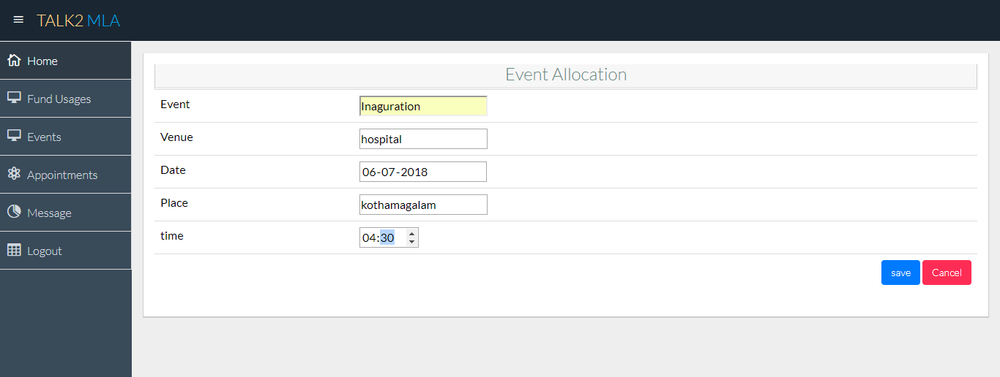 TALK2 MLA
Home
Fund Usages
Events
Appointments
Message
Logout
Event Allocation
Event Inaguration
Venue hospital
Date 06-07-2018
Place kothamagalam
time 04:30
save Cancel